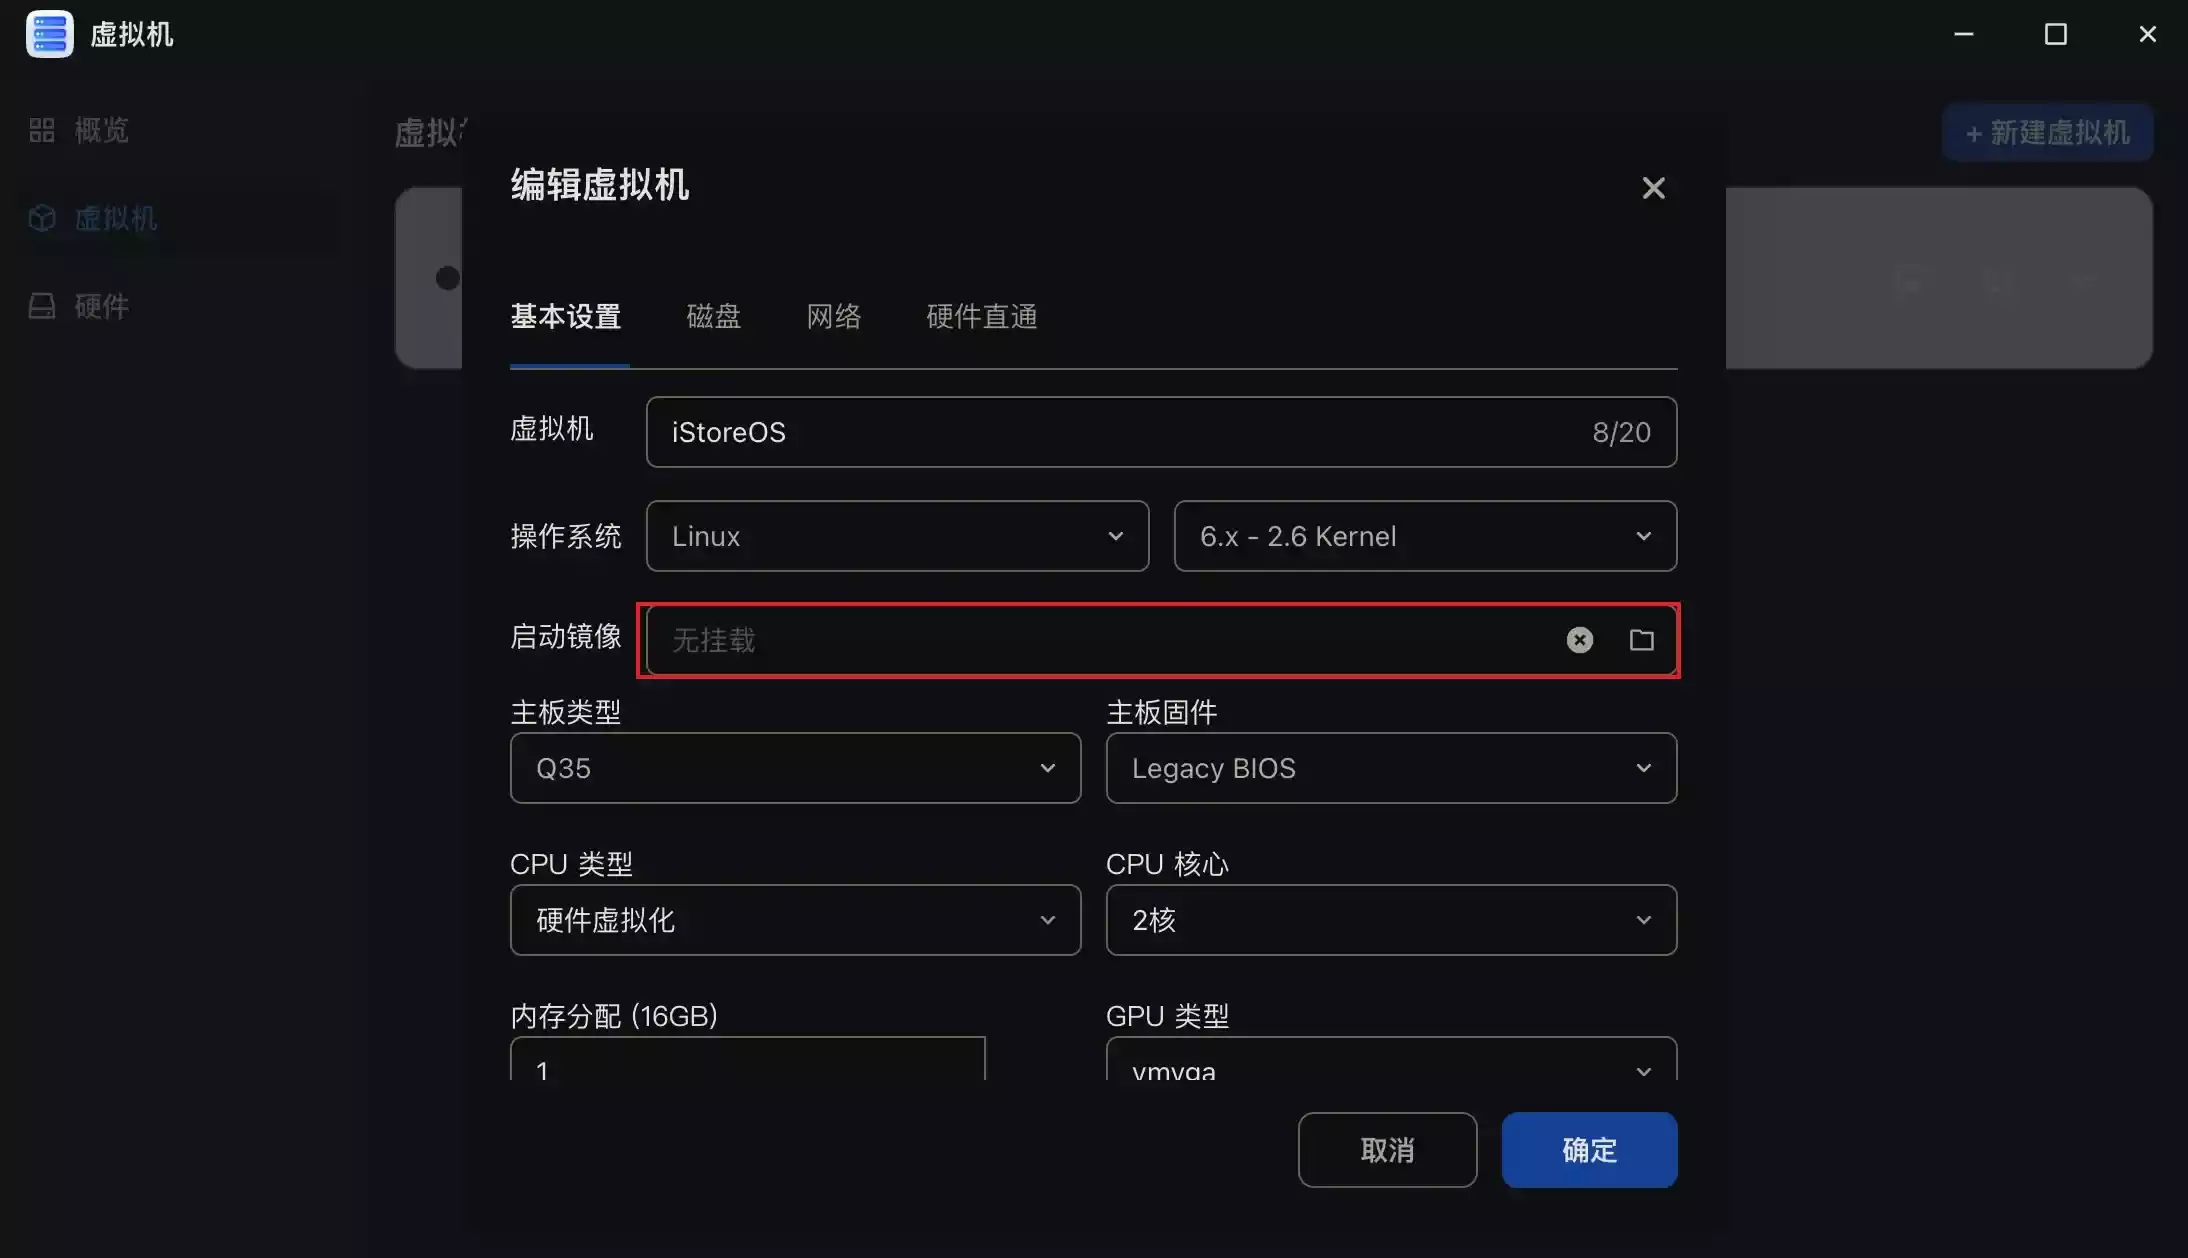 虚拟机
概览
虚拟机
硬件
虚拟
+ 新建虚拟机
编辑虚拟机
基本设置 磁盘 网络 硬件直通
虚拟机 iStoreOS 8/20
操作系统 Linux 6.x - 2.6 Kernel
启动镜像 无挂载
主板类型 主板固件
Q35 Legacy BIOS
CPU 类型 CPU 核心
硬件虚拟化 2核
内存分配 (16GB) GPU 类型
1 vmvga
取消 确定